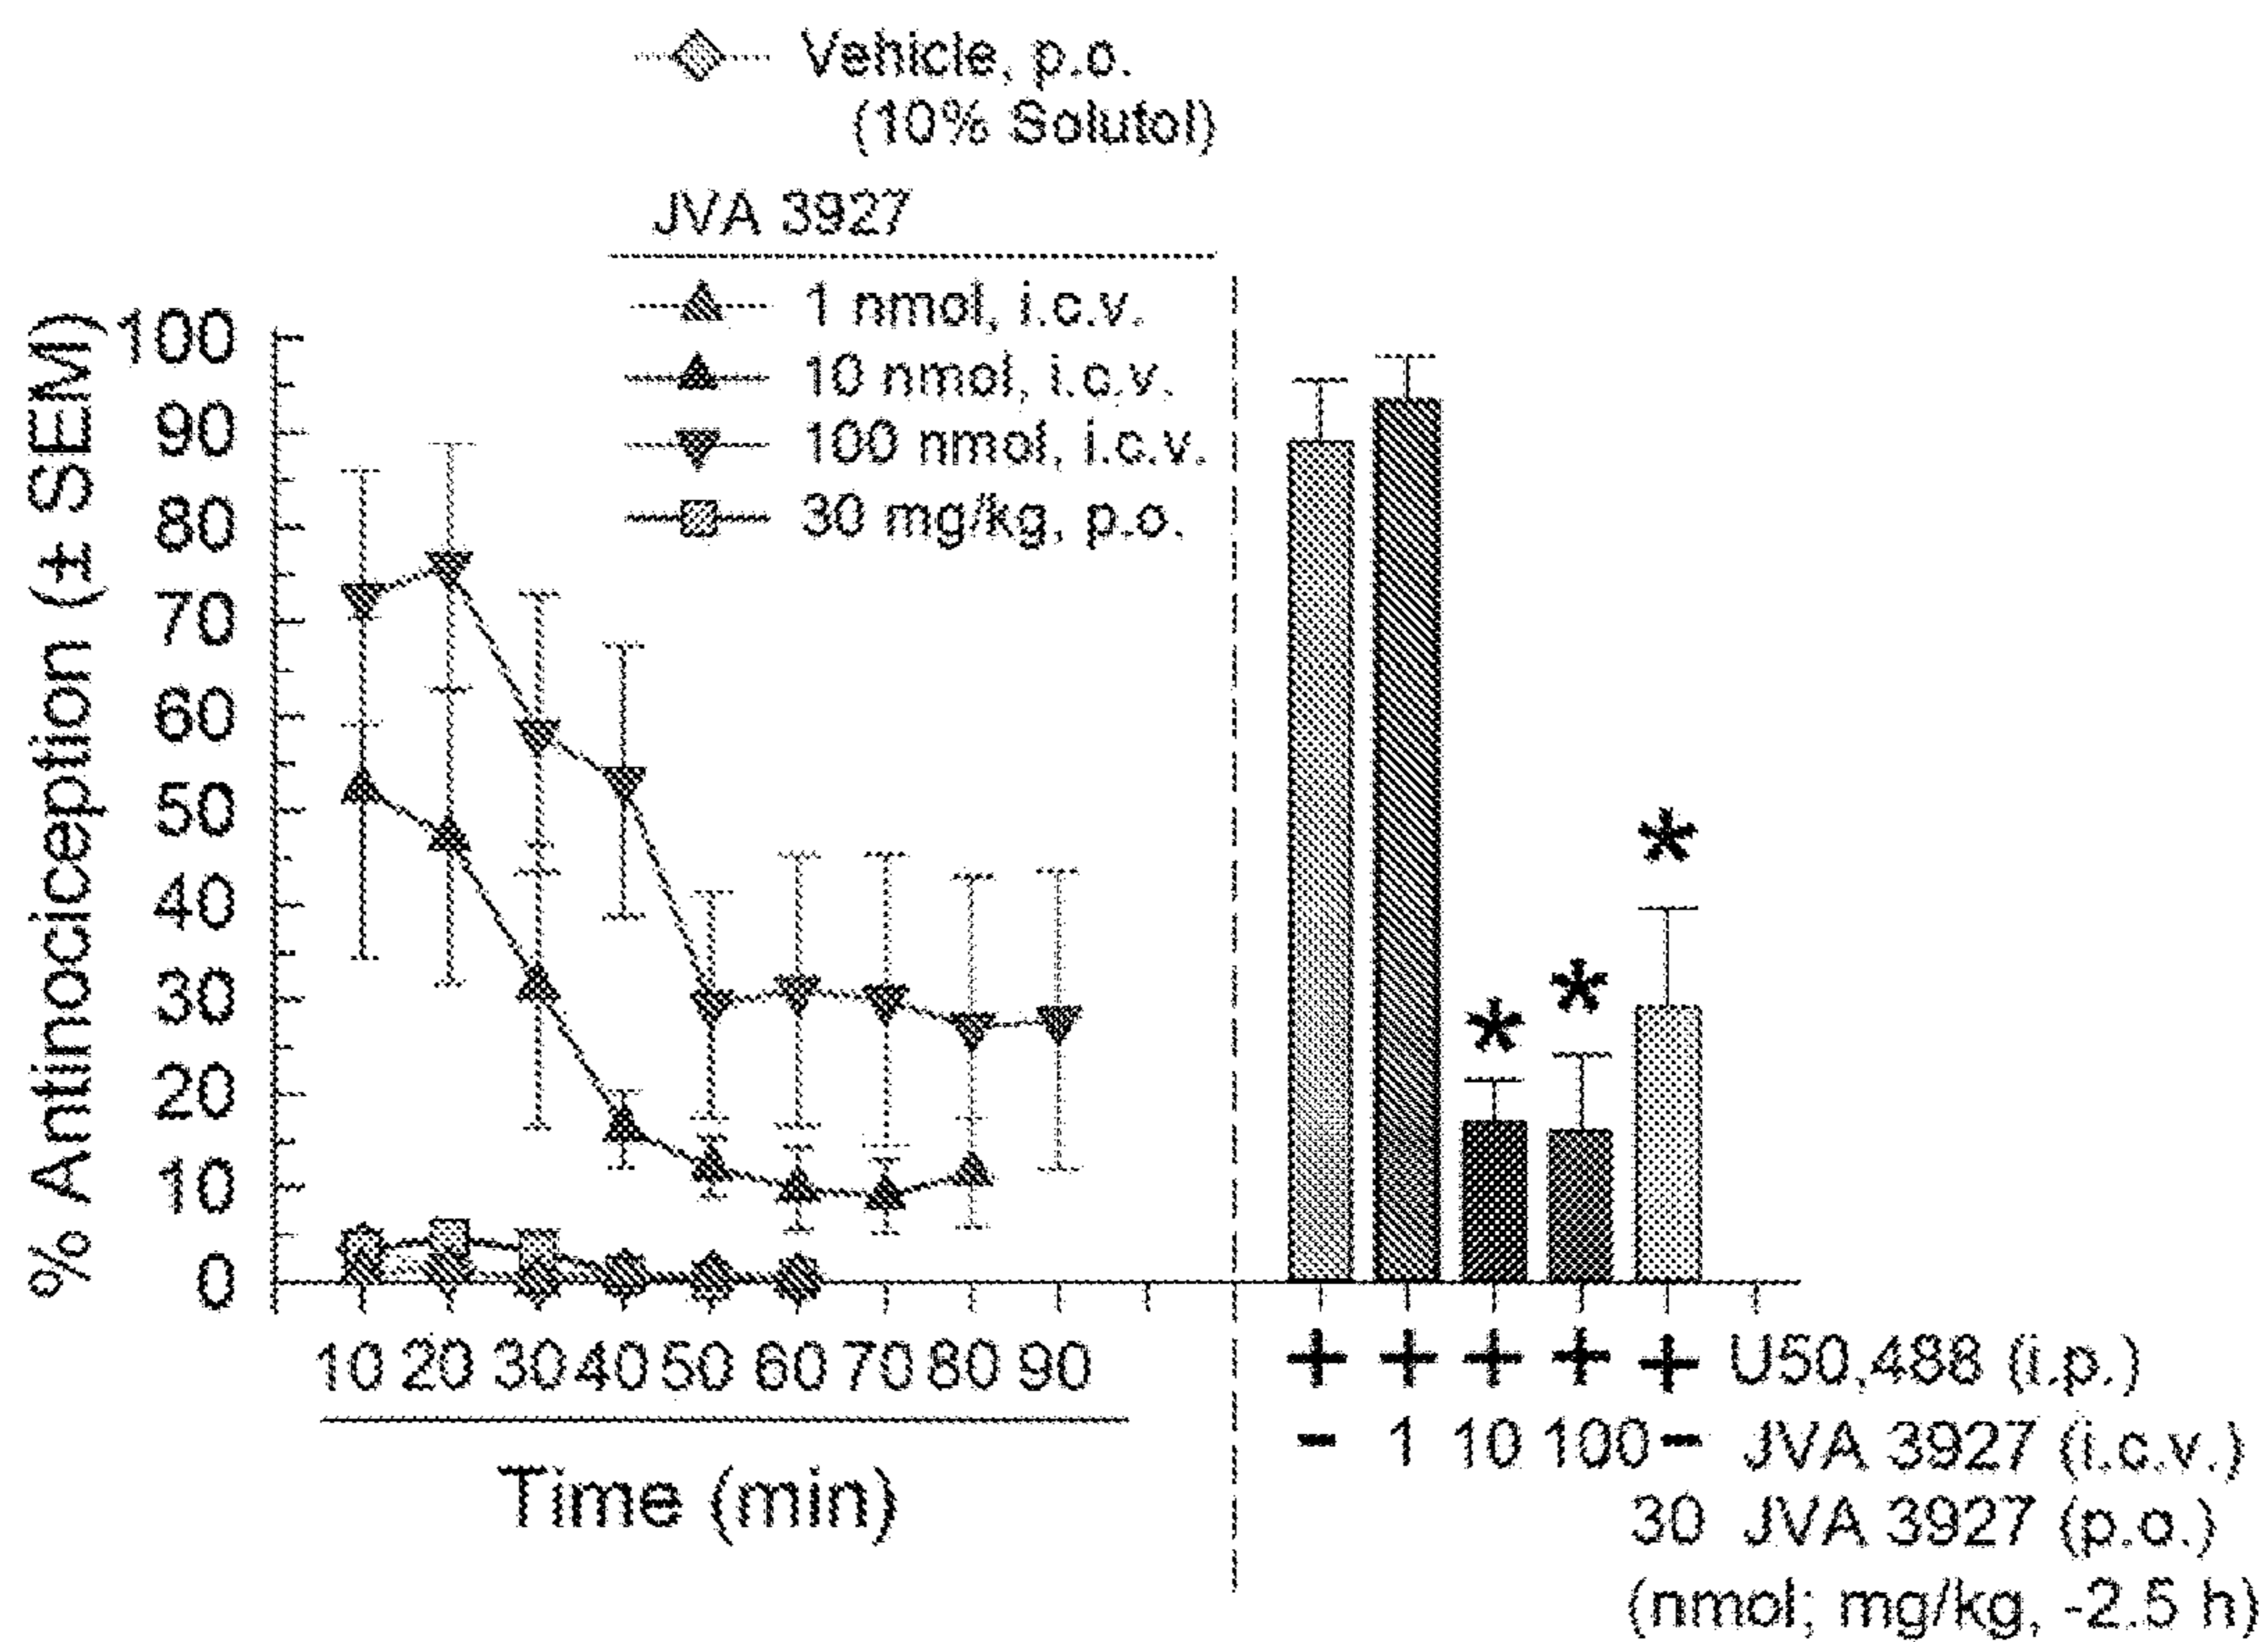 Vehicle, p.o.
(10% Solutol)
JVA 3927
1 nmol, i.c.v.
10 nmol, i.c.v.
100 nmol, i.c.v.
30 mg/kg, p.o.
% Antinociception (± SEM)
100
90
80
70
60
50
40
30
20
10
0
10 20 30 40 50 60 70 80 90
Time (min)
* * *
+ + + + + U50,488 (i.p.)
- 1 10 100 - JVA 3927 (i.c.v.)
30 JVA 3927 (p.o.)
(nmol; mg/kg, -2.5 h)